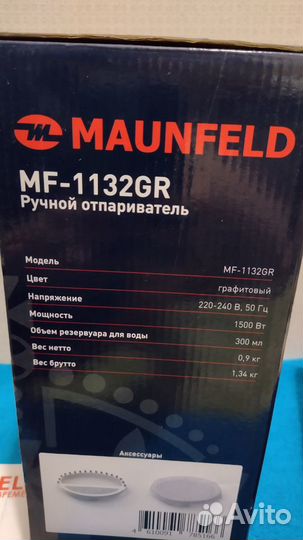 MAUNFELD
MF-1132GR
Ручной отпариватель
Модель MF-1132GR
Цвет графитовый
Напряжение 220-240 В, 50 Гц
Мощность 1500 Вт
Объем резервуара для воды 300 мл
Вес нетто 0,9 кг
Вес брутто 1,34 кг
Аксессуары
Avito